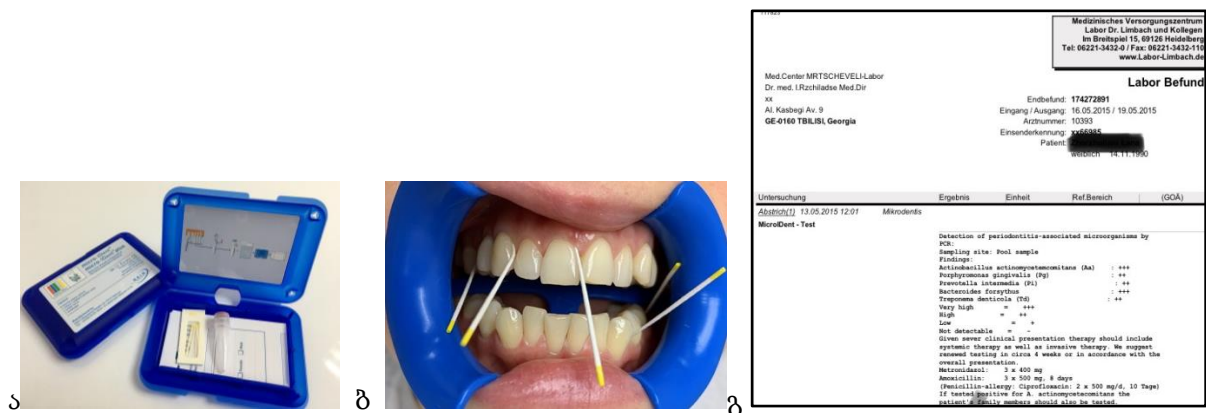 Medizinisches Versorgungszentrum
Labor Dr. Limbach und Kollegen
Im Breitspiel 15, 69126 Heidelberg
Tel: 06221-3432-0 / Fax: 06221-3432-110
www.Labor-Limbach.de
Med.Center MRTSCHEVELI-Labor
Dr. med. I.Rzchiladse Med.Dir
xx
Al. Kasbegi Av. 9
GE-0160 TBILISI, Georgia
Labor Befund
Endbefund: 174272891
Eingang / Ausgang: 16.05.2015 / 19.05.2015
Arztnummer: 10393
Einsenderkennung: xx66985
Patient:
weiblich 14.11.1990
Untersuchung Ergebnis Einheit Ref.Bereich (GOÄ)
Abstrich(1) 13.05.2015 12:01 Mikrodentis
MicroIDent - Test
Detection of periodontitis-associated microorganisms by
PCR:
Sampling site: Pool sample
Findings:
Actinobacillus actinomycetemcomitans (Aa) : +++
Porphyromonas gingivalis (Pg) : ++
Prevotella intermedia (Pi) : ++
Bacteroides forsythus : +++
Treponema denticola (Td) : ++
Very high = +++
High = ++
Low = +
Not detectable = -
Given sever clinical presentation therapy should include
systemic therapy as well as invasive therapy. We suggest
renewed testing in circa 4 weeks or in accordance with the
overall presentation.
Metronidazol: 3 x 400 mg
Amoxicillin: 3 x 500 mg, 8 days
(Penicillin-allergy: Ciprofloxacin: 2 x 500 mg/d, 10 Tage)
If tested positive for A. actinomycetecomitans the
patient's family members should also be tested.
ა
ბ
გ